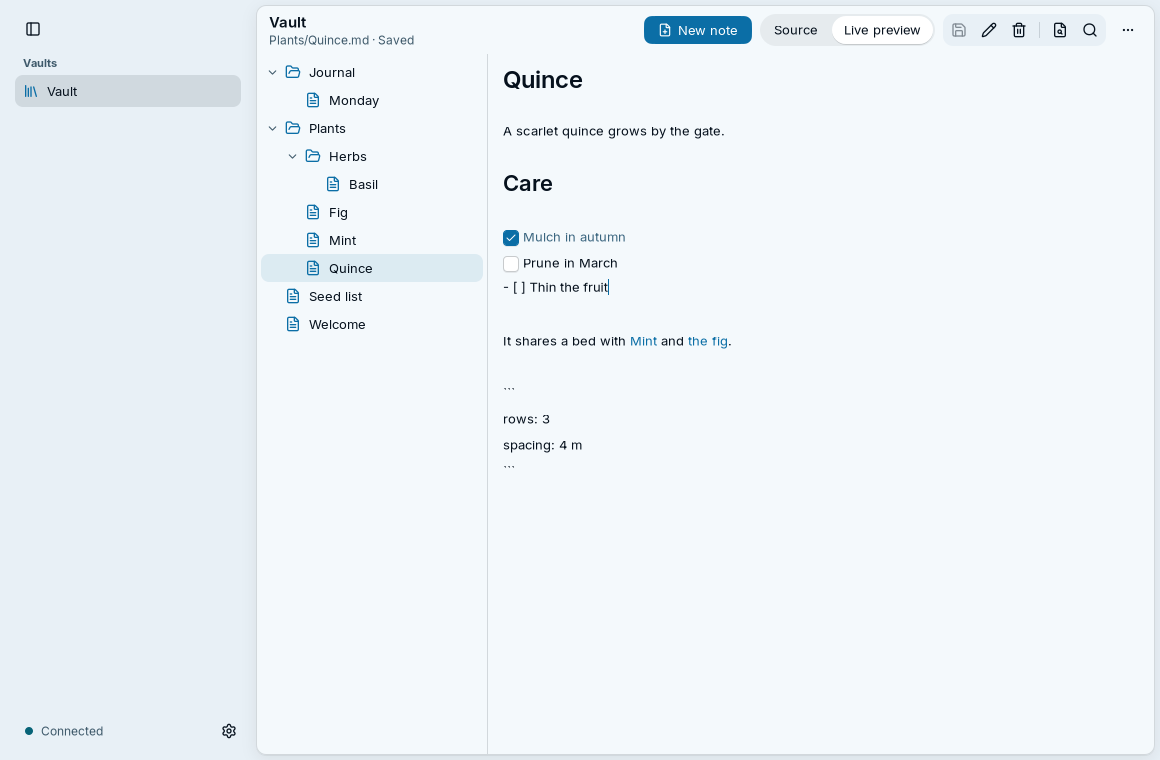 Vaults
Vault
Connected
Vault
Plants/Quince.md · Saved
New note
Source
Live preview
Journal
Monday
Plants
Herbs
Basil
Fig
Mint
Quince
Seed list
Welcome
Quince
A scarlet quince grows by the gate.
Care
Mulch in autumn
Prune in March
- [ ] Thin the fruit
It shares a bed with Mint and the fig.
```
rows: 3
spacing: 4 m
```